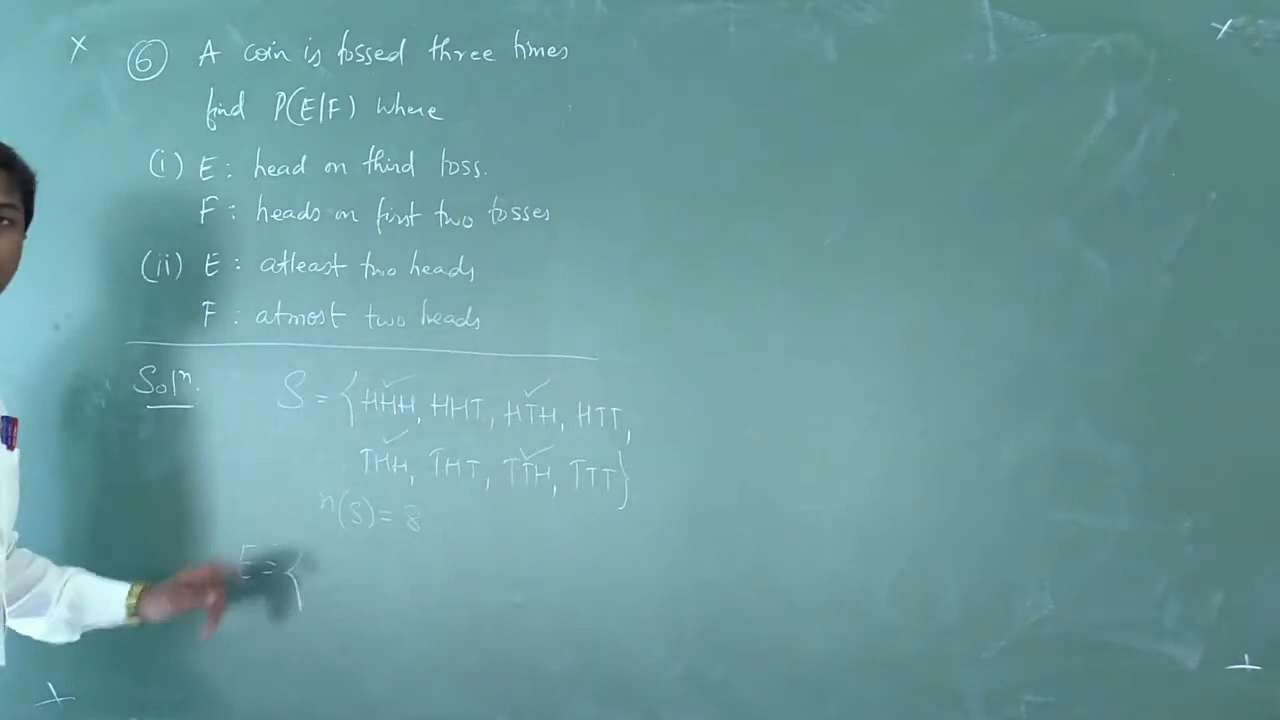 ⑥ A coin is tossed three times
find P(E/F) where
(i) E : head on third toss.
F : heads on first two tosses
(ii) E : atleast two heads
F : atmost two heads
Solⁿ. S = {HHH, HHT, HTH, HTT,
THH, THT, TTH, TTT}
n(S) = 8
E = {